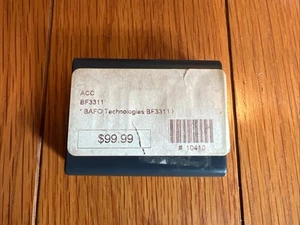 ACC
BF3311
* BAFO Technologies BF3311 *
$99.99
# 10410